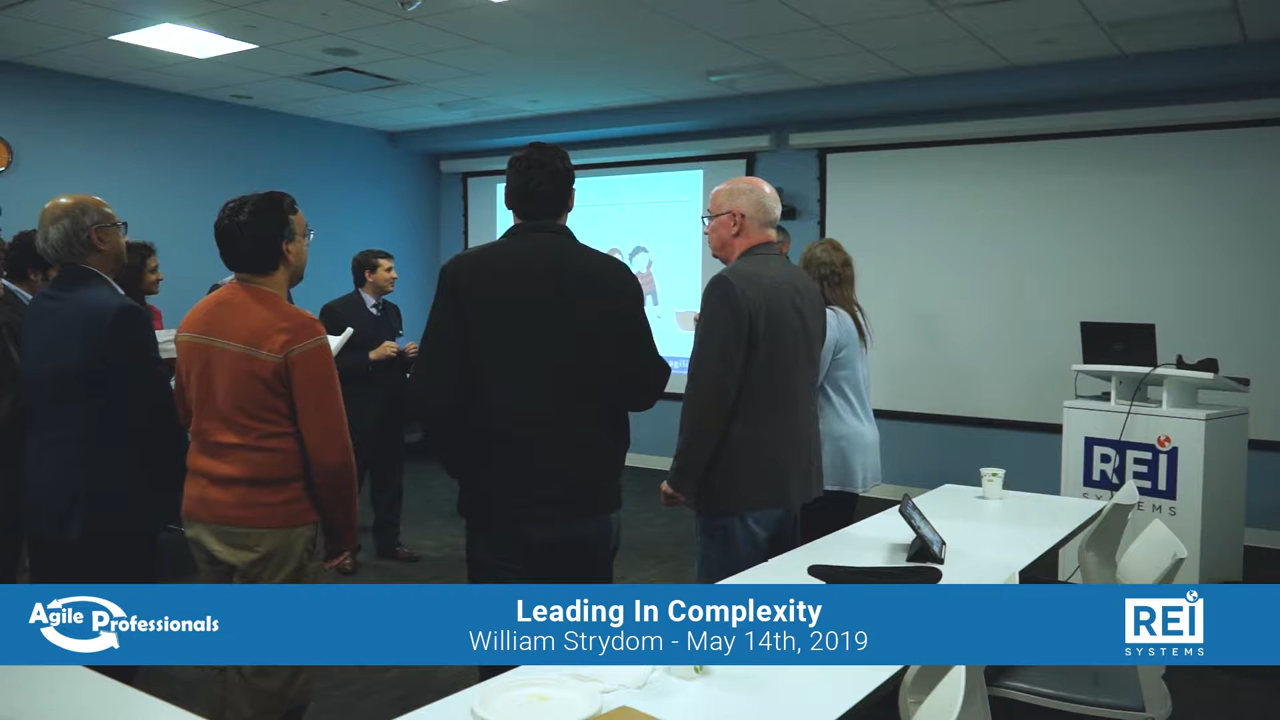 REI
SYSTEMS
Agile Professionals
Leading In Complexity
William Strydom - May 14th, 2019
REI
SYSTEMS